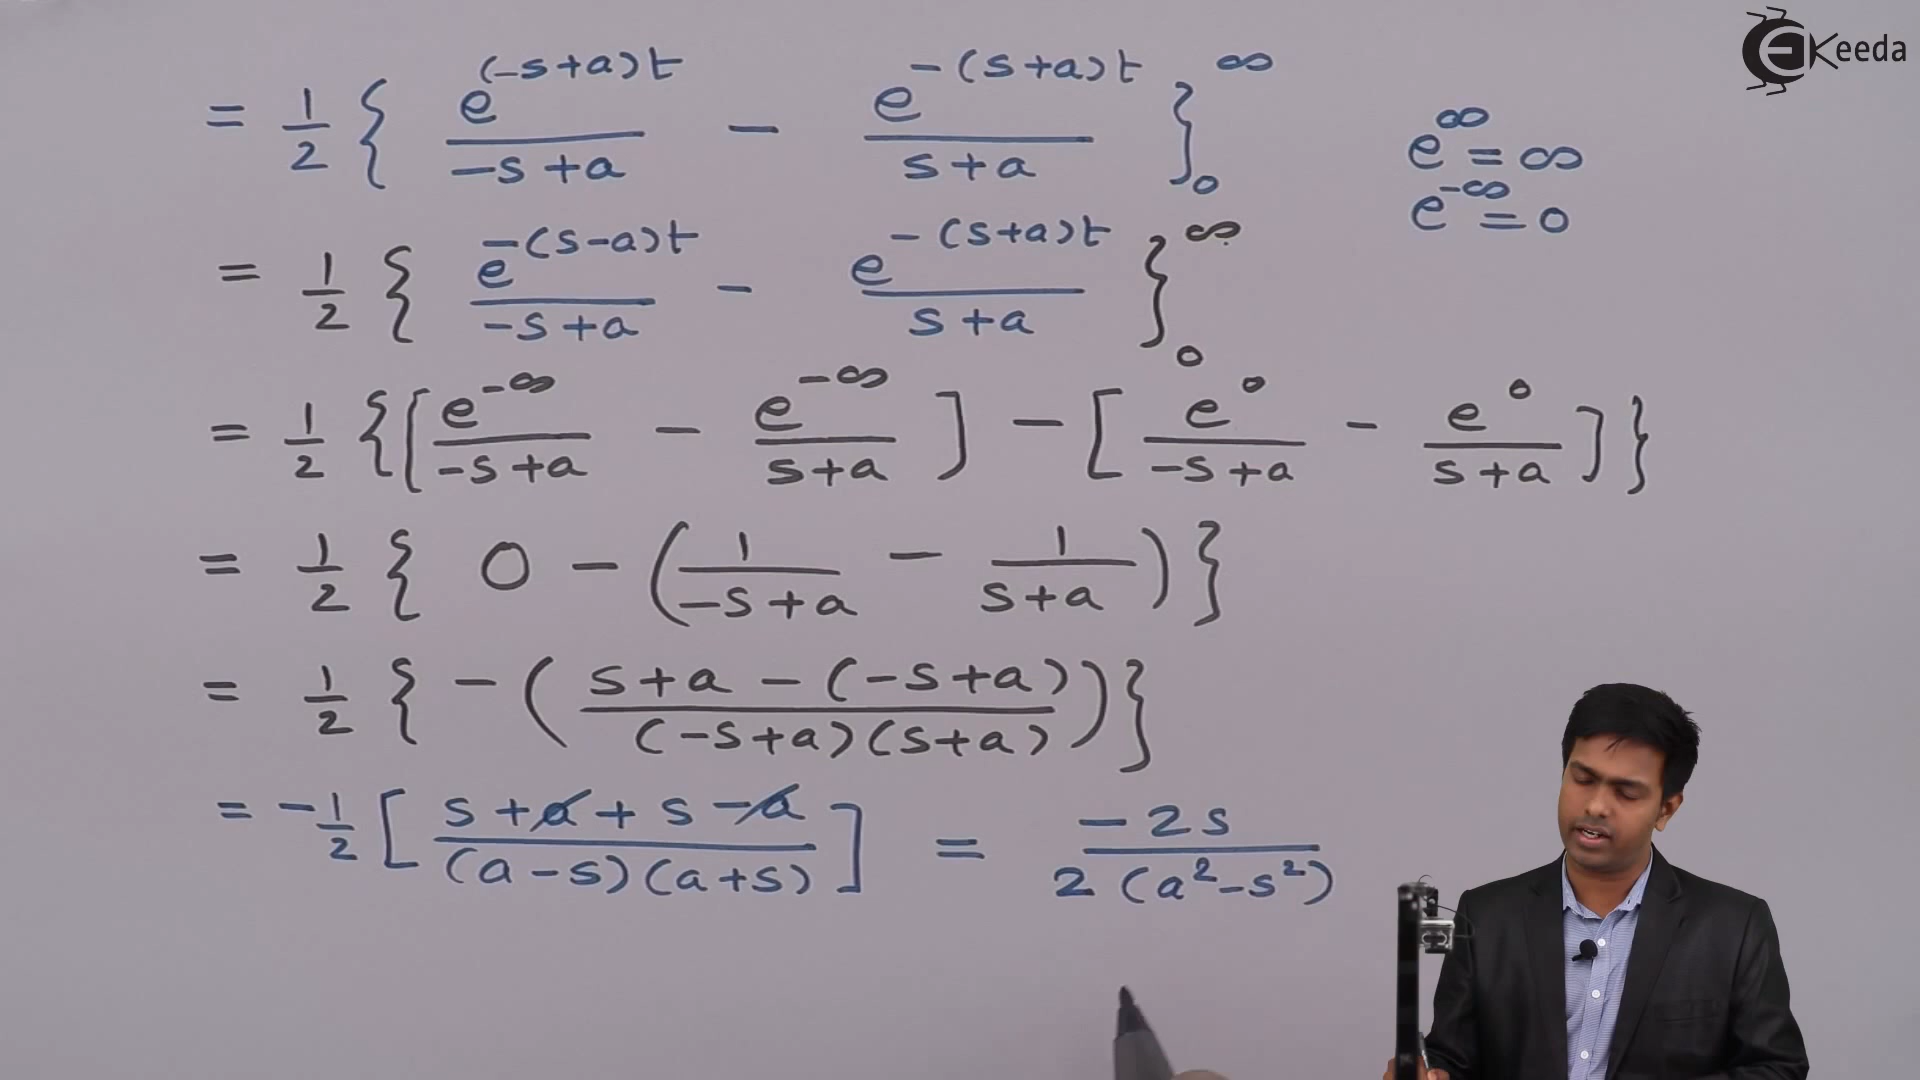 EKeeda
= 1/2 { e^(-s+a)t / -s+a - e^-(s+a)t / s+a }_0^∞
e^∞ = ∞
e^-∞ = 0
= 1/2 { e^-(s-a)t / -s+a - e^-(s+a)t / s+a }_0^∞
= 1/2 {[ e^-∞ / -s+a - e^-∞ / s+a ] - [ e^0 / -s+a - e^0 / s+a ]}
= 1/2 { 0 - ( 1 / -s+a - 1 / s+a ) }
= 1/2 { - ( s+a-(-s+a) / (-s+a)(s+a) ) }
= -1/2 [ s+a+s-a / (a-s)(a+s) ] = -2s / 2(a²-s²)